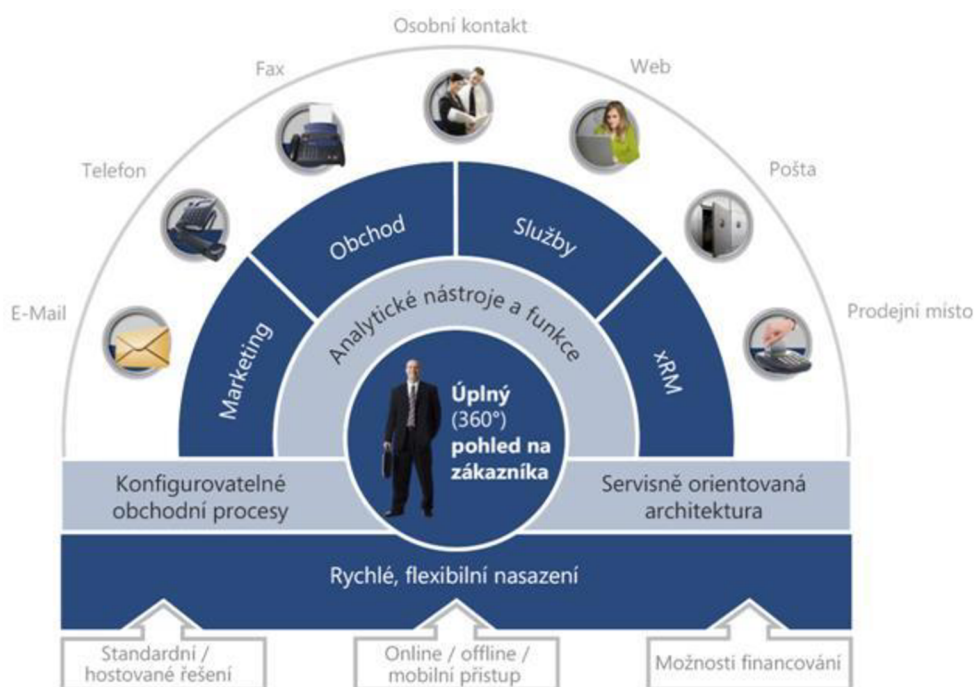 Osobní kontakt
Fax
Web
Telefon
Pošta
E-Mail
Prodejní místo
Marketing
Obchod
Služby
xRM
Analytické nástroje a funkce
Úplný
(360°)
pohled na
zákazníka
Konfigurovatelné
obchodní procesy
Servisně orientovaná
architektura
Rychlé, flexibilní nasazení
Standardní /
hostované řešení
Online / offline /
mobilní přístup
Možnosti financování